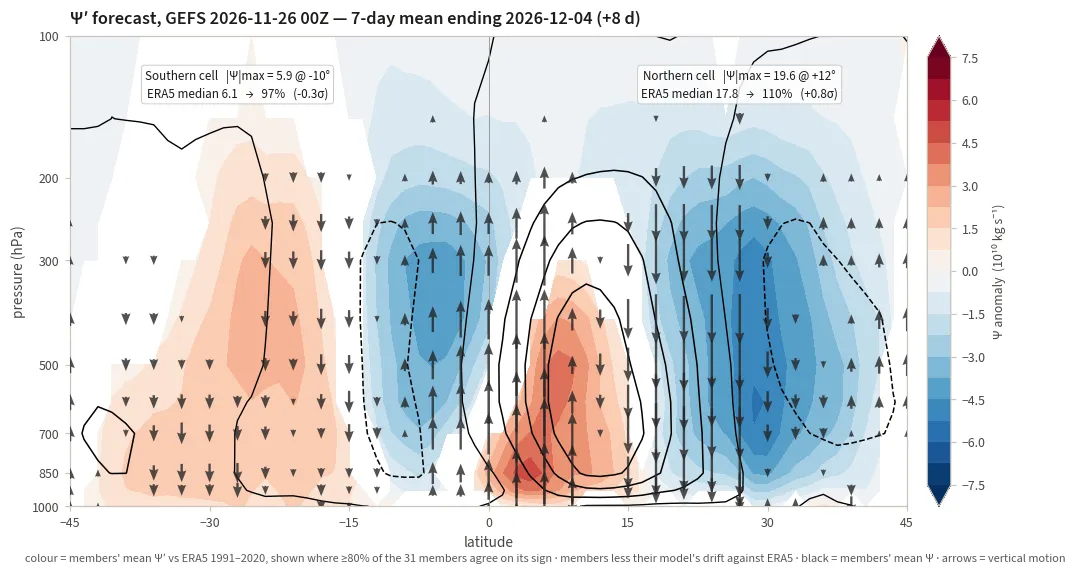 Ψ′ forecast, GEFS 2026-11-26 00Z — 7-day mean ending 2026-12-04 (+8 d)
Southern cell |Ψ|max = 5.9 @ -10°
ERA5 median 6.1 → 97% (-0.3σ)
Northern cell |Ψ|max = 19.6 @ +12°
ERA5 median 17.8 → 110% (+0.8σ)
100
200
300
400
500
700
850
1000
pressure (hPa)
−45
−30
−15
0
15
30
45
latitude
7.5
6.0
4.5
3.0
1.5
0.0
−1.5
−3.0
−4.5
−6.0
−7.5
Ψ anomaly (10¹⁰ kg s⁻¹)
colour = members' mean Ψ′ vs ERA5 1991–2020, shown where ≥80% of the 31 members agree on its sign · members less their model's drift against ERA5 · black = members' mean Ψ · arrows = vertical motion